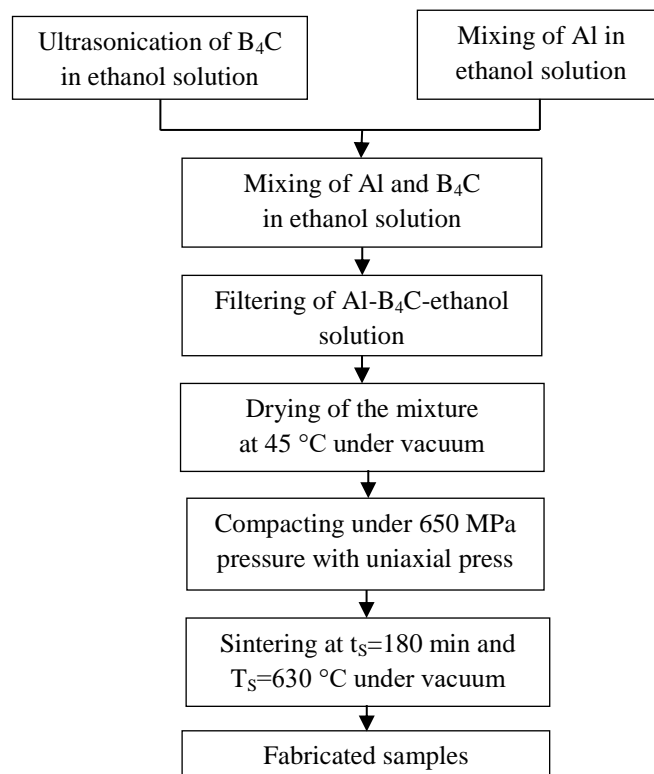 Ultrasonication of B₄C
in ethanol solution
Mixing of Al in
ethanol solution
Mixing of Al and B₄C
in ethanol solution
Filtering of Al-B₄C-ethanol
solution
Drying of the mixture
at 45 °C under vacuum
Compacting under 650 MPa
pressure with uniaxial press
Sintering at tₛ=180 min and
Tₛ=630 °C under vacuum
Fabricated samples